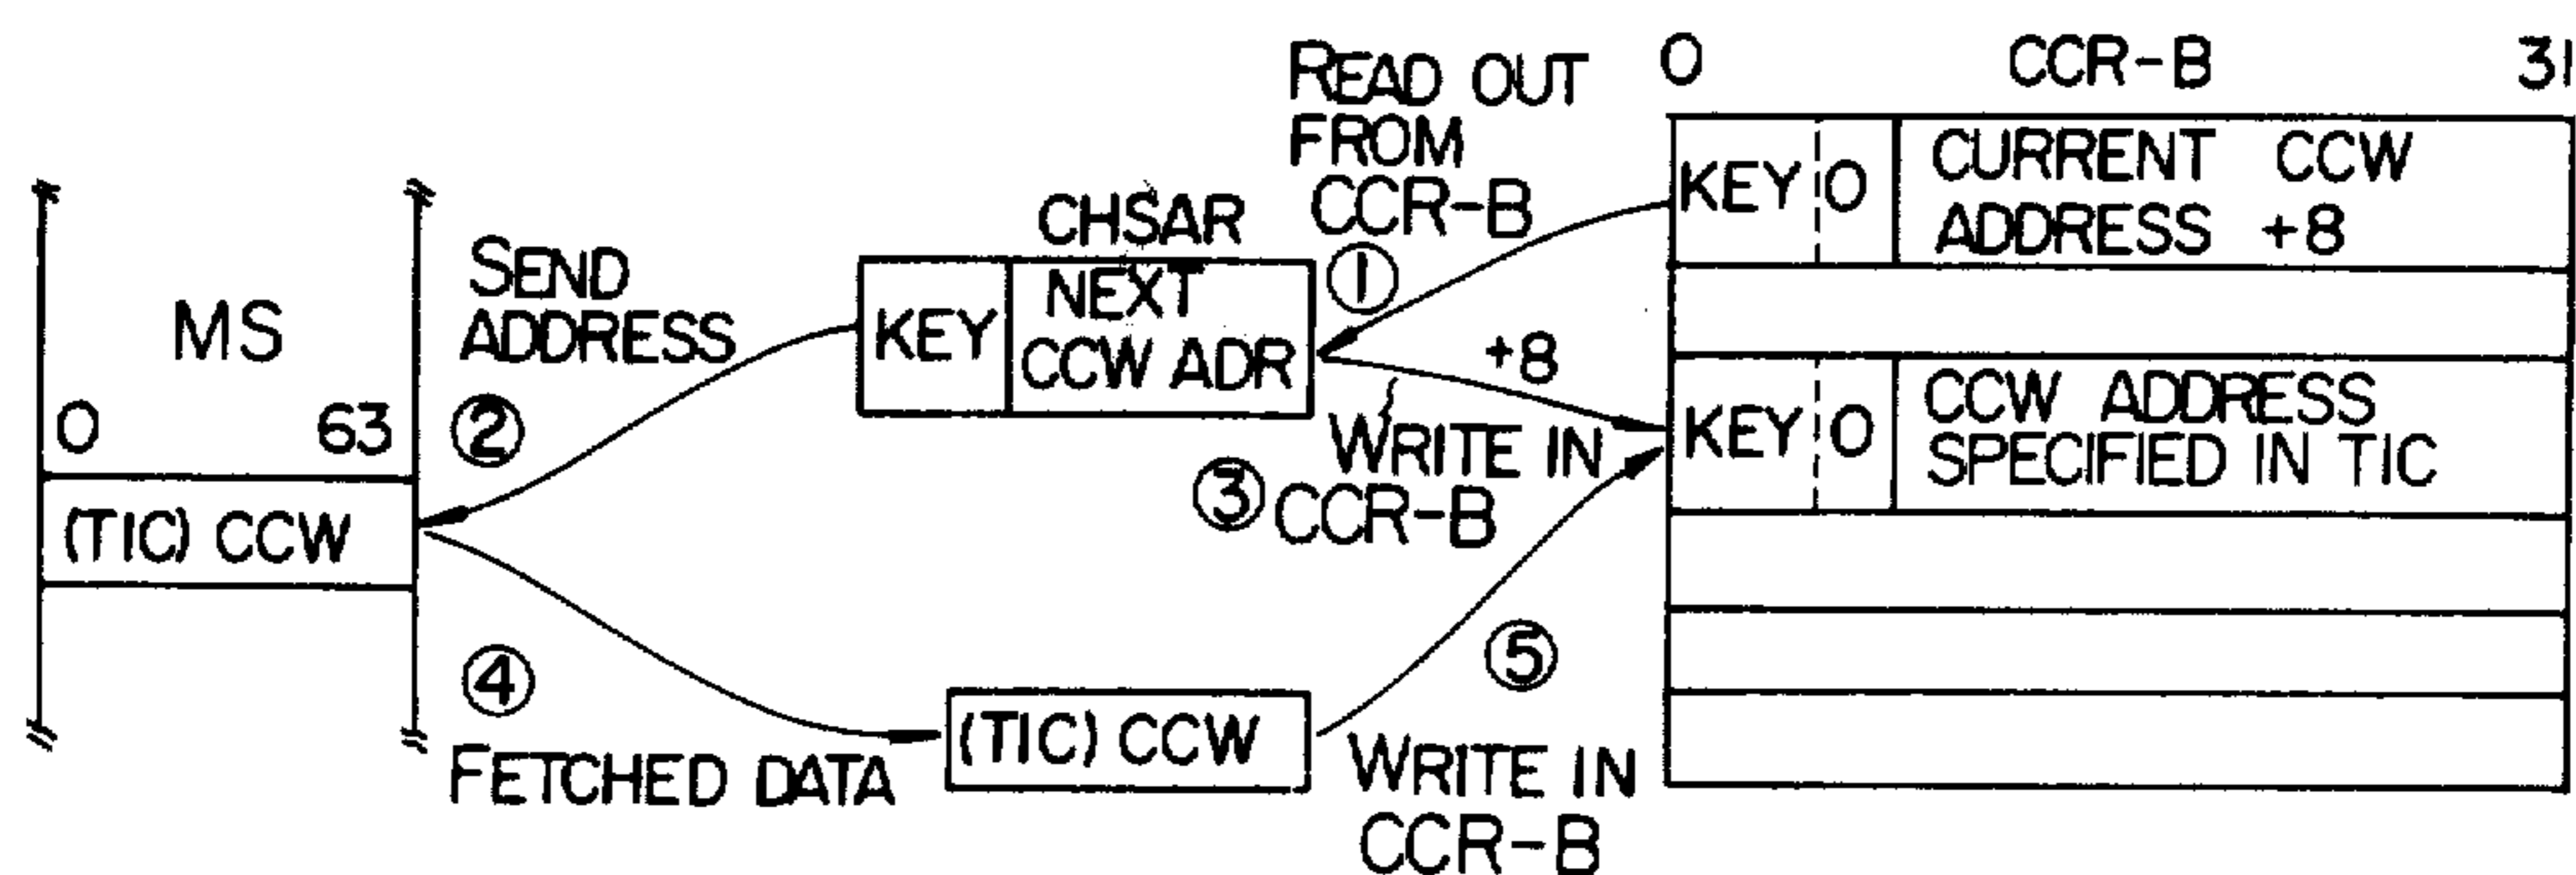 MS
0 63
(TIC) CCW
SEND
ADDRESS
②
④
FETCHED DATA
CHSAR
KEY
NEXT
CCW ADR
READ OUT
FROM
CCR-B
①
+8
WRITE IN
③ CCR-B
(TIC) CCW
⑤
WRITE IN
CCR-B
0 CCR-B 31
KEY 0 CURRENT CCW
ADDRESS +8
KEY 0 CCW ADDRESS
SPECIFIED IN TIC